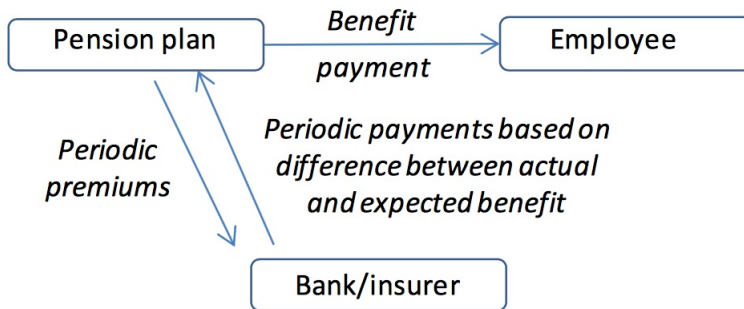 Pension plan
Benefit
payment
Employee
Periodic
premiums
Periodic payments based on
difference between actual
and expected benefit
Bank/insurer